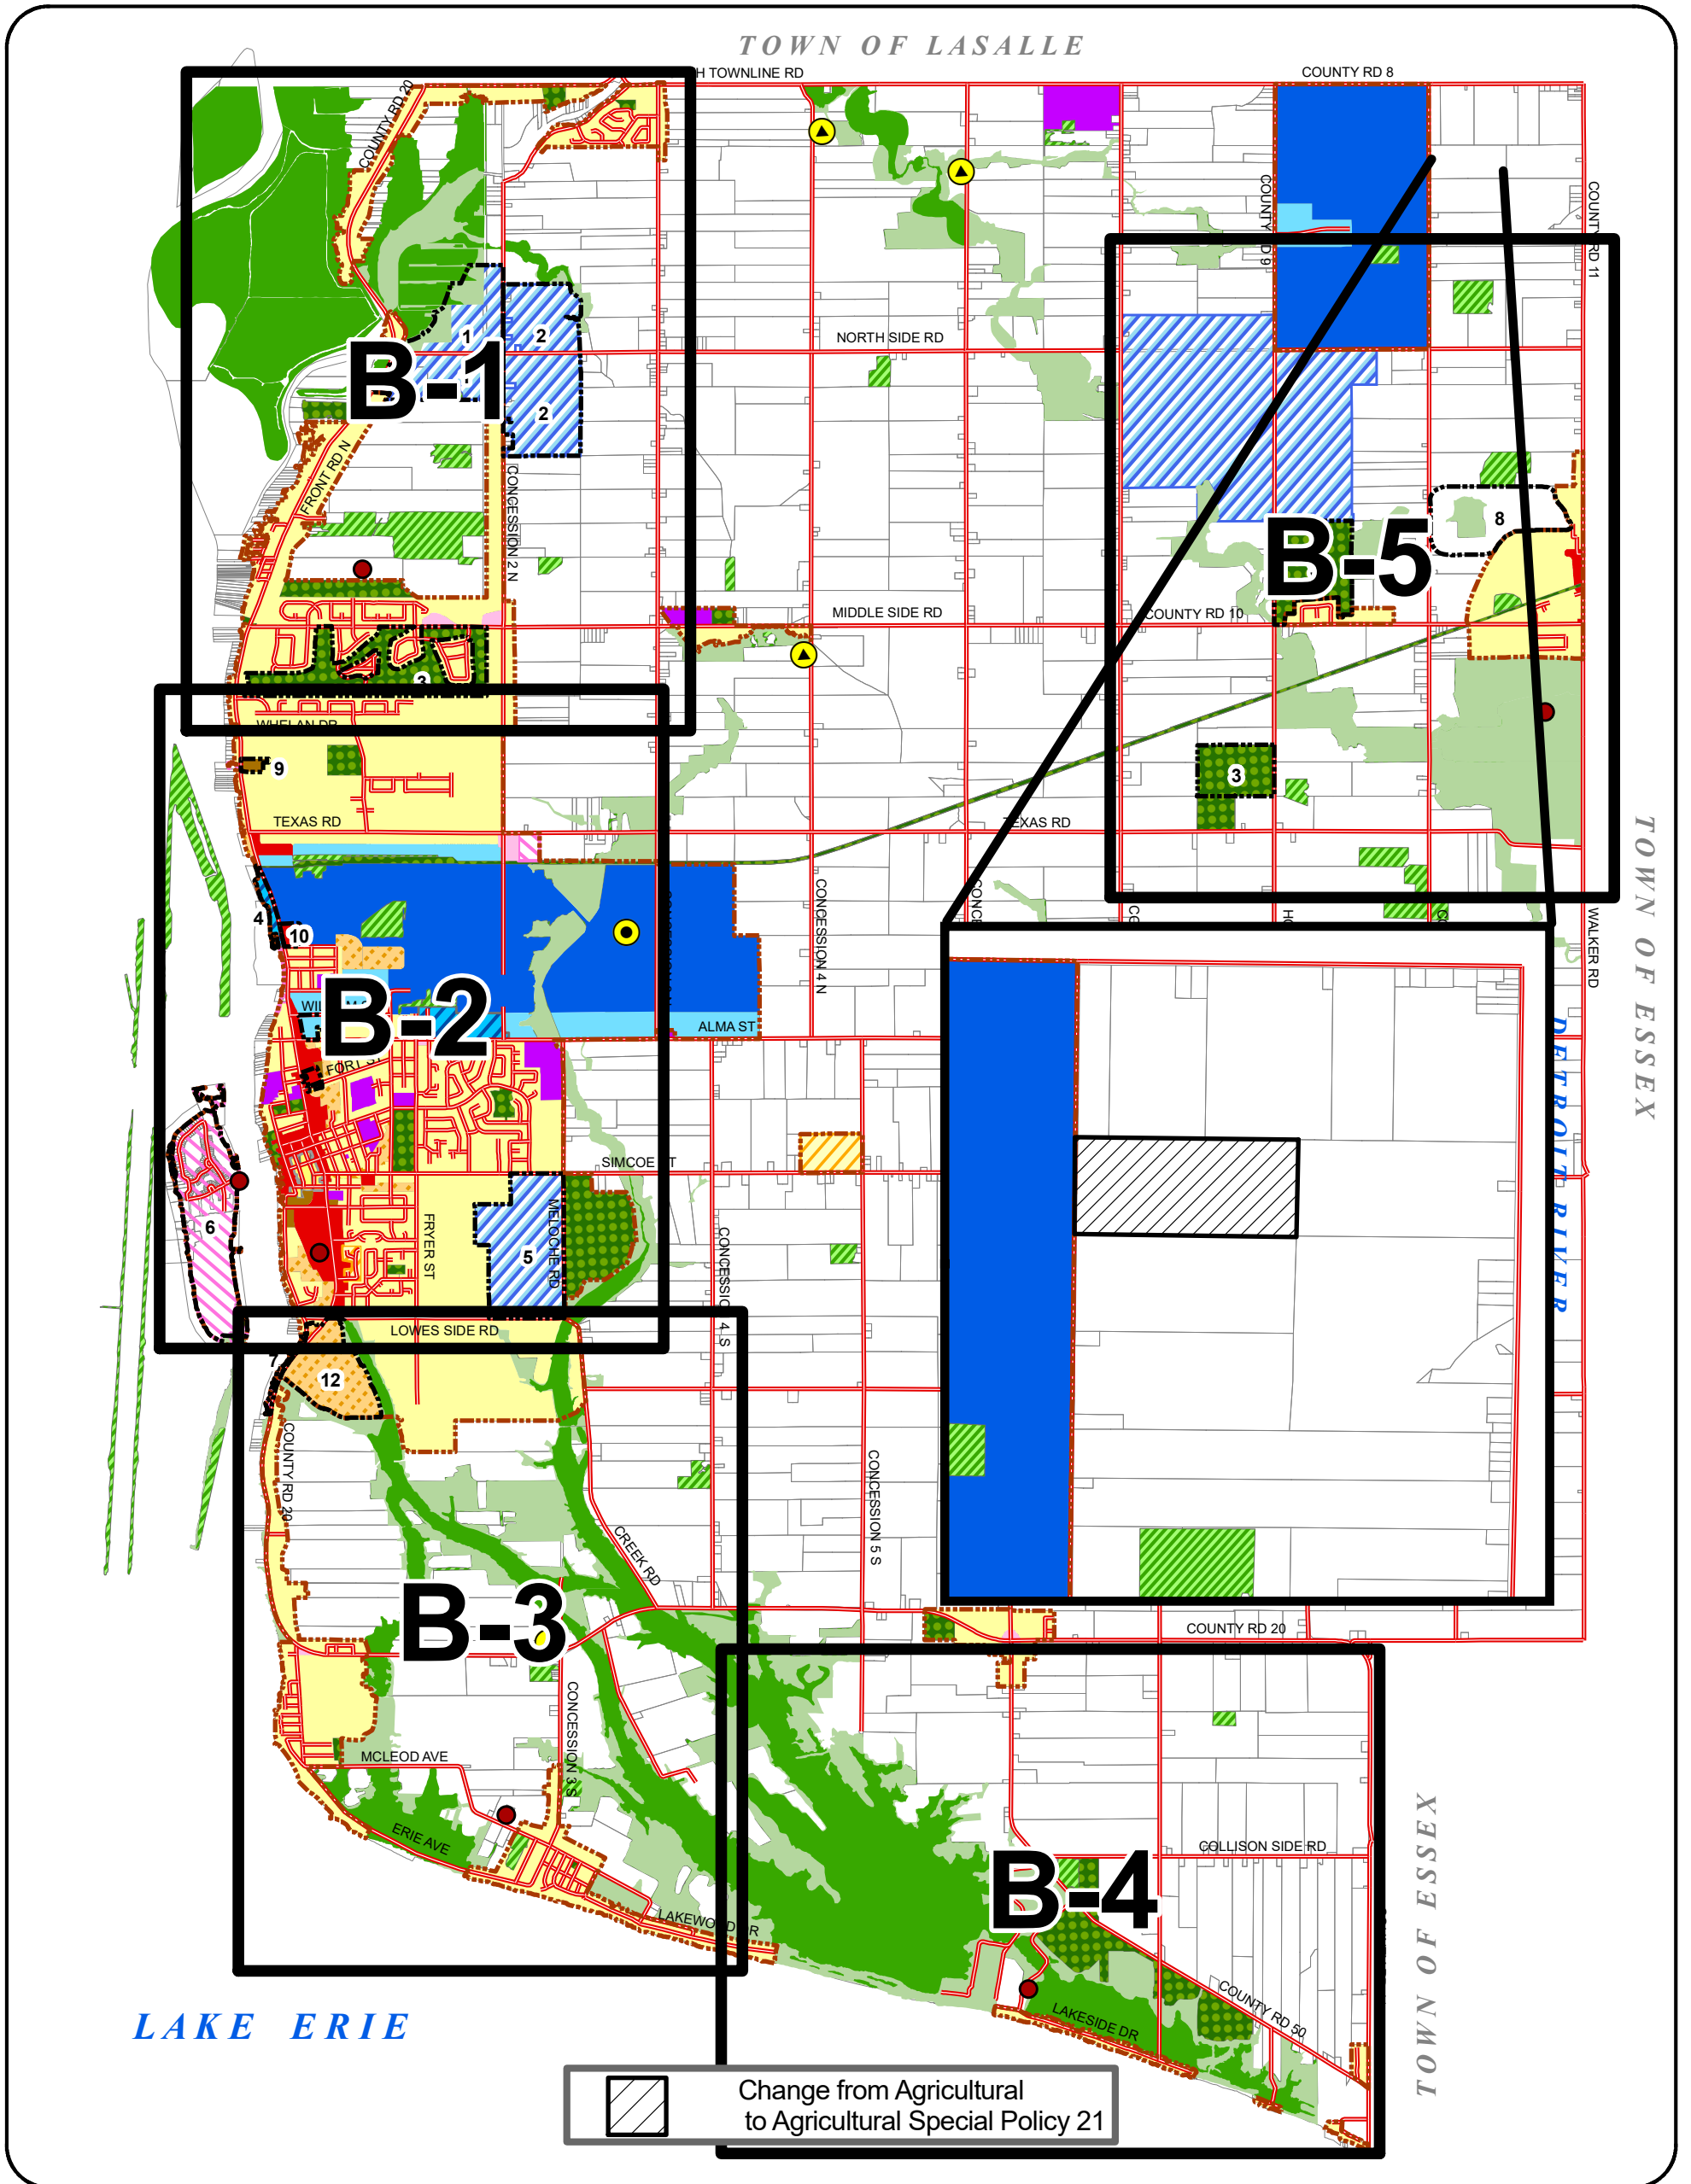 TOWN OF LASALLE
H TOWNLINE RD
COUNTY RD 8
COUNTY RD 20
COUNTY RD 11
NORTH SIDE RD
1
2
B-1
2
FRONT RD N
CONCESSION 2 N
8
B-5
MIDDLE SIDE RD
COUNTY RD 10
3
WHELAN DR
9
3
TEXAS RD
TEXAS RD
TOWN OF ESSEX
4
10
CONCESSION 4 N
WALKER RD
B-2
ALMA ST
FORT ST
DETROIT RIVER
SIMCOE ST
6
FRYER ST
5
MELOCHE RD
CONCESSION 4 S
LOWES SIDE RD
7
12
COUNTY RD 20
CONCESSION 5 S
CREEK RD
B-3
COUNTY RD 20
CONCESSION 3 S
MCLEOD AVE
ERIE AVE
COLLISON SIDE RD
B-4
LAKEWOOD DR
TOWN OF ESSEX
LAKESIDE DR
COUNTY RD 50
LAKE ERIE
Change from Agricultural
to Agricultural Special Policy 21